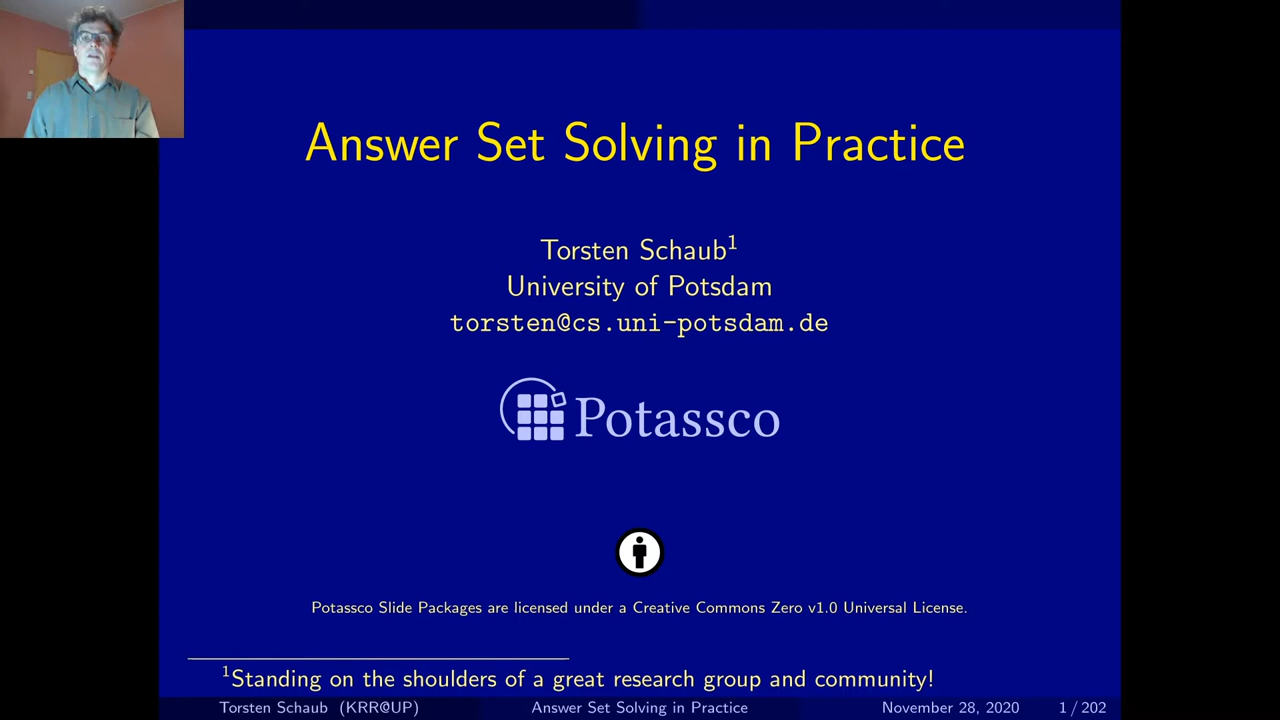 Answer Set Solving in Practice
Torsten Schaub1
University of Potsdam
torsten@cs.uni-potsdam.de
Potassco
Potassco Slide Packages are licensed under a Creative Commons Zero v1.0 Universal License.
1Standing on the shoulders of a great research group and community!
Torsten Schaub (KRR@UP) Answer Set Solving in Practice November 28, 2020 1 / 202